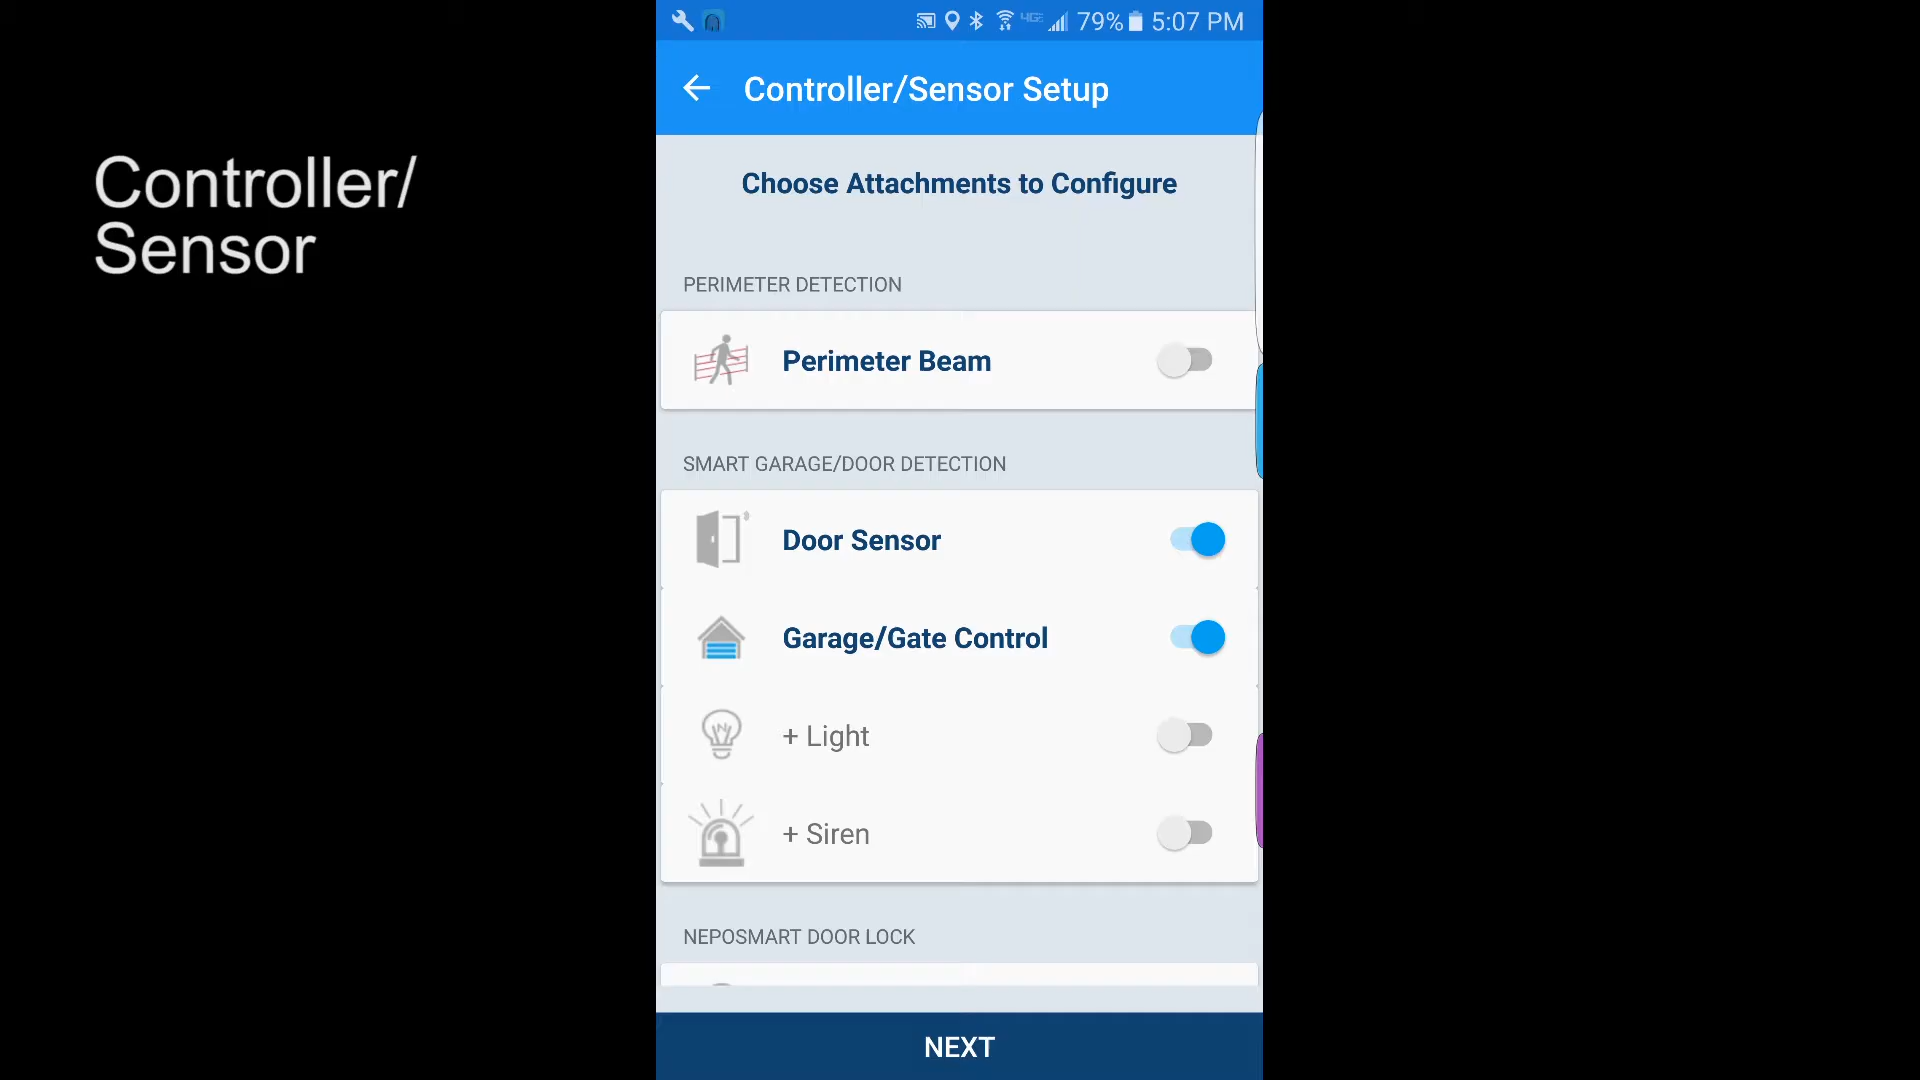 79% 5:07 PM
Controller/Sensor Setup
Controller/
Sensor
Choose Attachments to Configure
PERIMETER DETECTION
Perimeter Beam
SMART GARAGE/DOOR DETECTION
Door Sensor
Garage/Gate Control
+ Light
+ Siren
NEPOSMART DOOR LOCK
NEXT